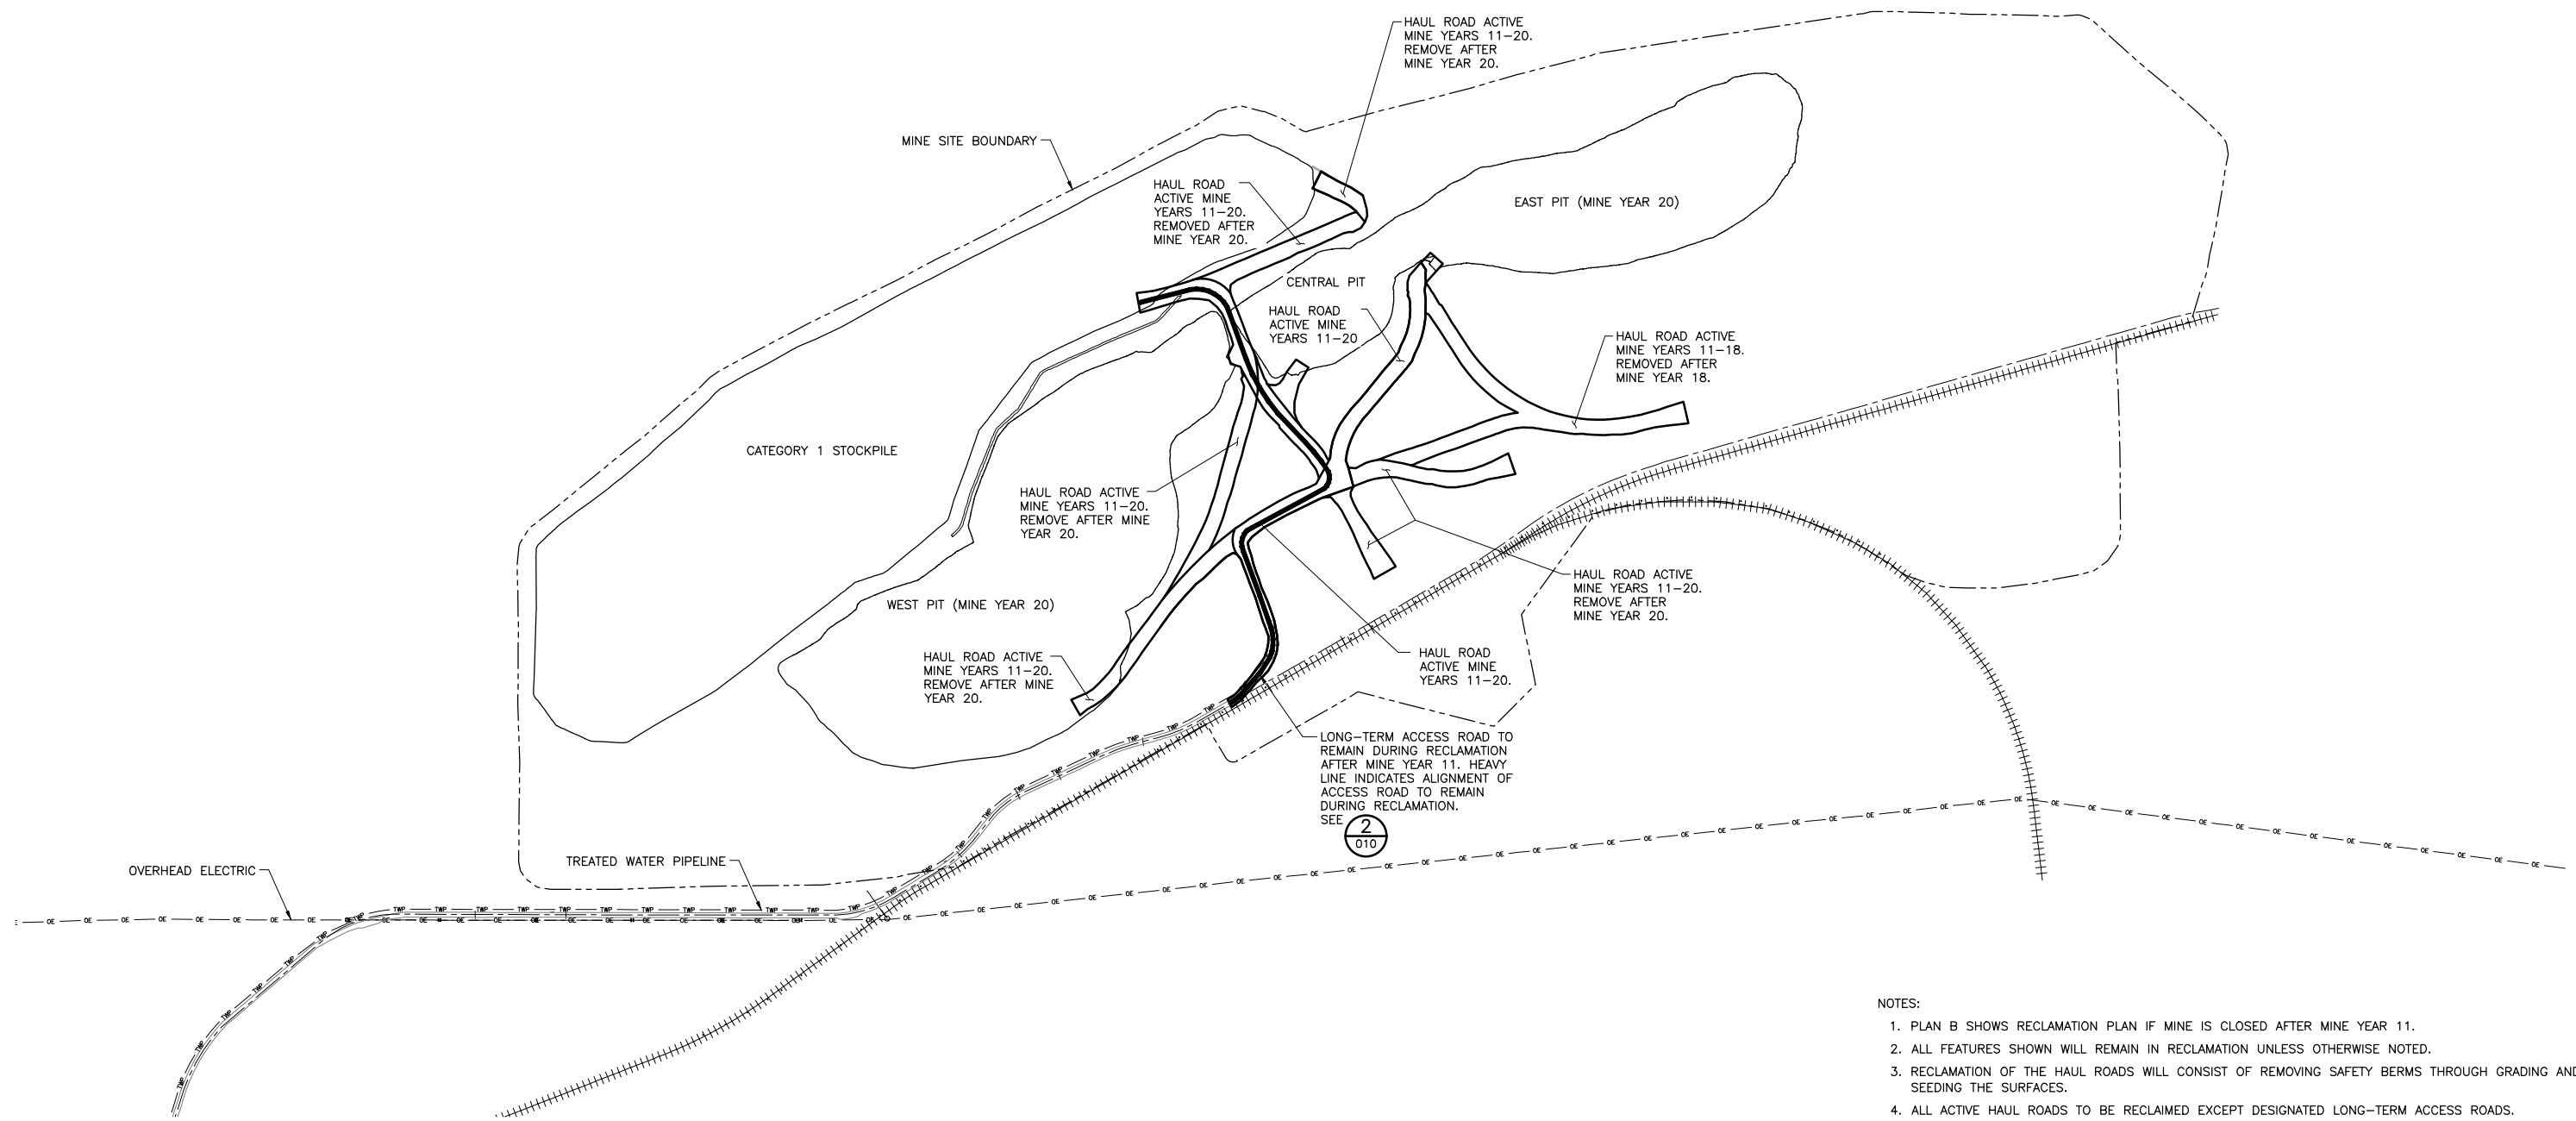 HAUL ROAD ACTIVE
MINE YEARS 11-20.
REMOVE AFTER
MINE YEAR 20.
MINE SITE BOUNDARY
HAUL ROAD
ACTIVE MINE
YEARS 11-20.
REMOVED AFTER
MINE YEAR 20.
EAST PIT (MINE YEAR 20)
CENTRAL PIT
HAUL ROAD
ACTIVE MINE
YEARS 11-20
HAUL ROAD ACTIVE
MINE YEARS 11-18.
REMOVED AFTER
MINE YEAR 18.
CATEGORY 1 STOCKPILE
HAUL ROAD ACTIVE
MINE YEARS 11-20.
REMOVE AFTER MINE
YEAR 20.
HAUL ROAD ACTIVE
MINE YEARS 11-20.
REMOVE AFTER
MINE YEAR 20.
WEST PIT (MINE YEAR 20)
HAUL ROAD ACTIVE
MINE YEARS 11-20.
REMOVE AFTER MINE
YEAR 20.
HAUL ROAD
ACTIVE MINE
YEARS 11-20.
LONG-TERM ACCESS ROAD TO
REMAIN DURING RECLAMATION
AFTER MINE YEAR 11. HEAVY
LINE INDICATES ALIGNMENT OF
ACCESS ROAD TO REMAIN
DURING RECLAMATION.
SEE 2
010
TREATED WATER PIPELINE
OVERHEAD ELECTRIC
TWP
OE
NOTES:
1. PLAN B SHOWS RECLAMATION PLAN IF MINE IS CLOSED AFTER MINE YEAR 11.
2. ALL FEATURES SHOWN WILL REMAIN IN RECLAMATION UNLESS OTHERWISE NOTED.
3. RECLAMATION OF THE HAUL ROADS WILL CONSIST OF REMOVING SAFETY BERMS THROUGH GRADING AND
SEEDING THE SURFACES.
4. ALL ACTIVE HAUL ROADS TO BE RECLAIMED EXCEPT DESIGNATED LONG-TERM ACCESS ROADS.